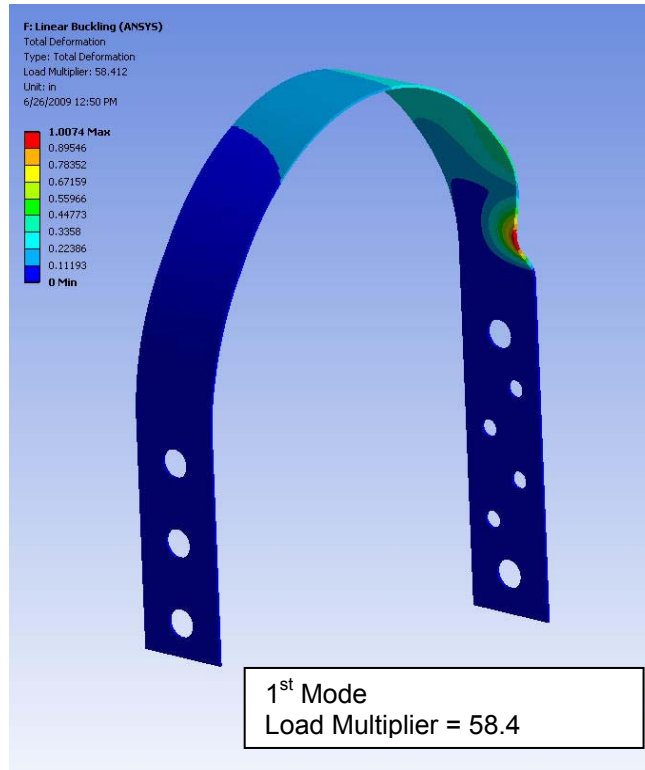 F: Linear Buckling (ANSYS)
Total Deformation
Type: Total Deformation
Load Multiplier: 58.412
Unit: in
6/26/2009 12:50 PM
1.0074 Max
0.89546
0.78352
0.67159
0.55966
0.44773
0.3358
0.22386
0.11193
0 Min
1st Mode
Load Multiplier = 58.4